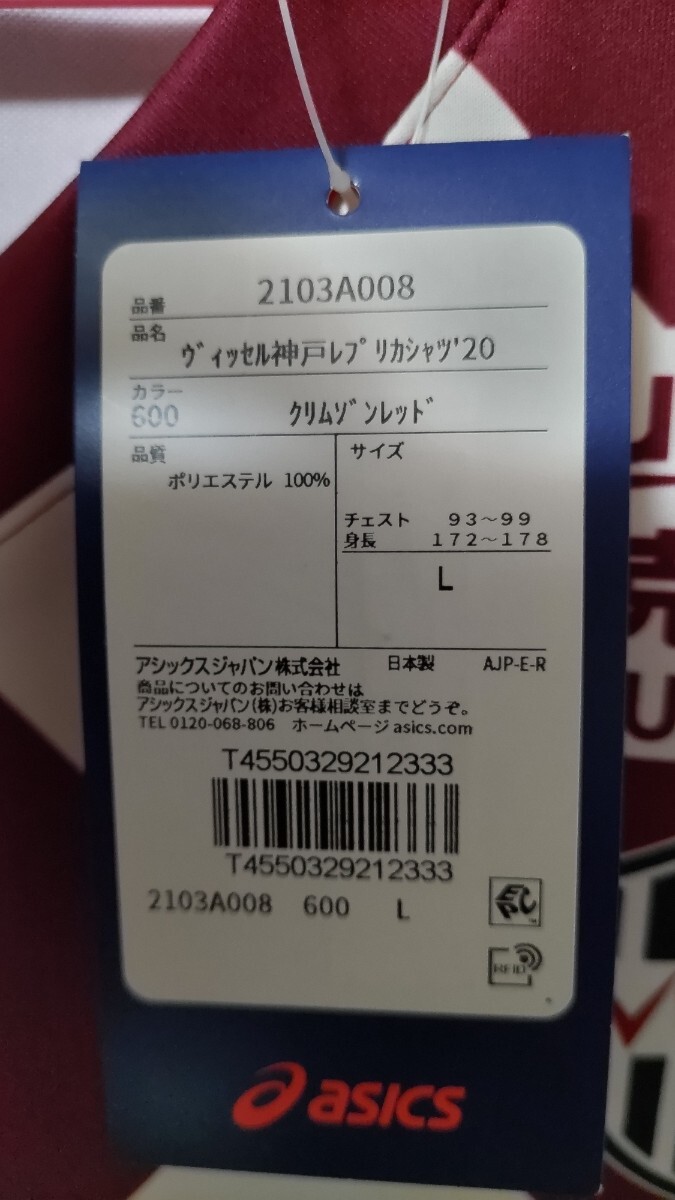 品番 2103A008
品名
ヴィッセル神戸レプリカシャツ'20
カラー
600 クリムゾンレッド
品質
ポリエステル 100%
サイズ
チェスト 93～99
身長 172～178
L
アシックスジャパン株式会社 日本製 AJP-E-R
商品についてのお問い合わせは
アシックスジャパン(株)お客様相談室までどうぞ。
TEL 0120-068-806 ホームページ asics.com
T4550329212333
T4550329212333
2103A008 600 L
RFID
asics